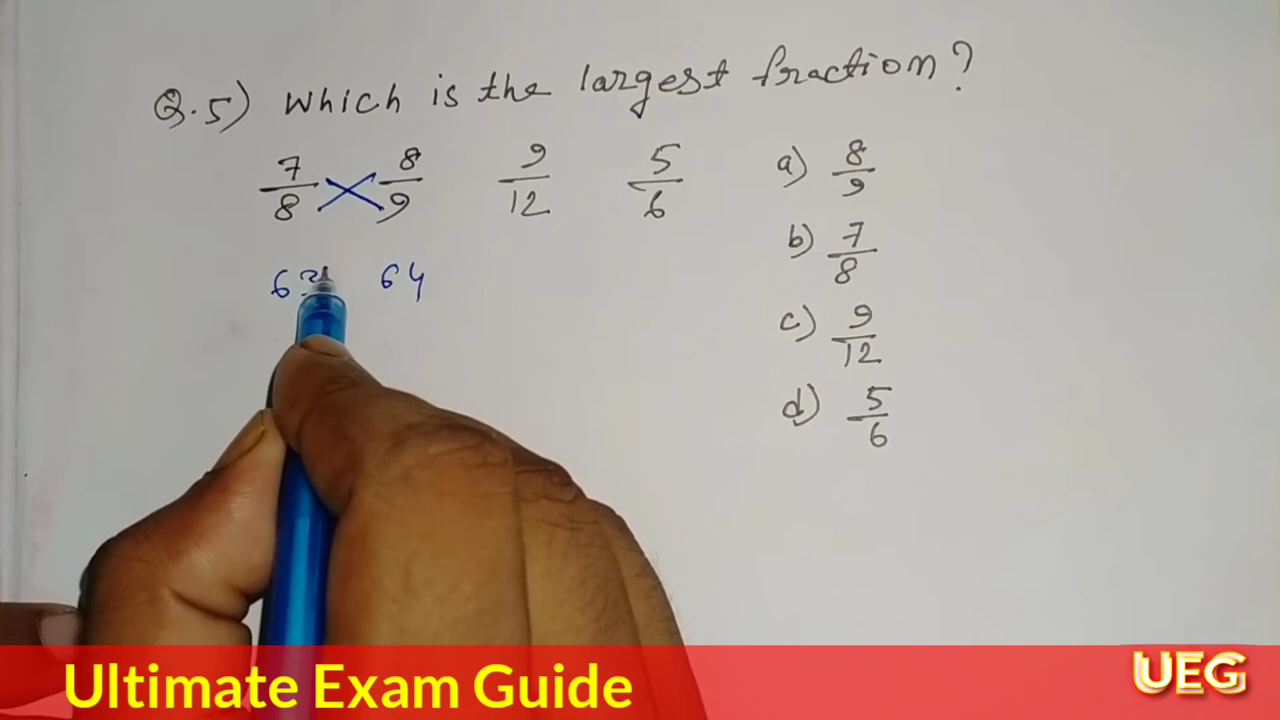 Q.5) Which is the largest fraction?
7/8 8/9 9/12 5/6
63 64
a) 8/9
b) 7/8
c) 9/12
d) 5/6
Ultimate Exam Guide
UEG